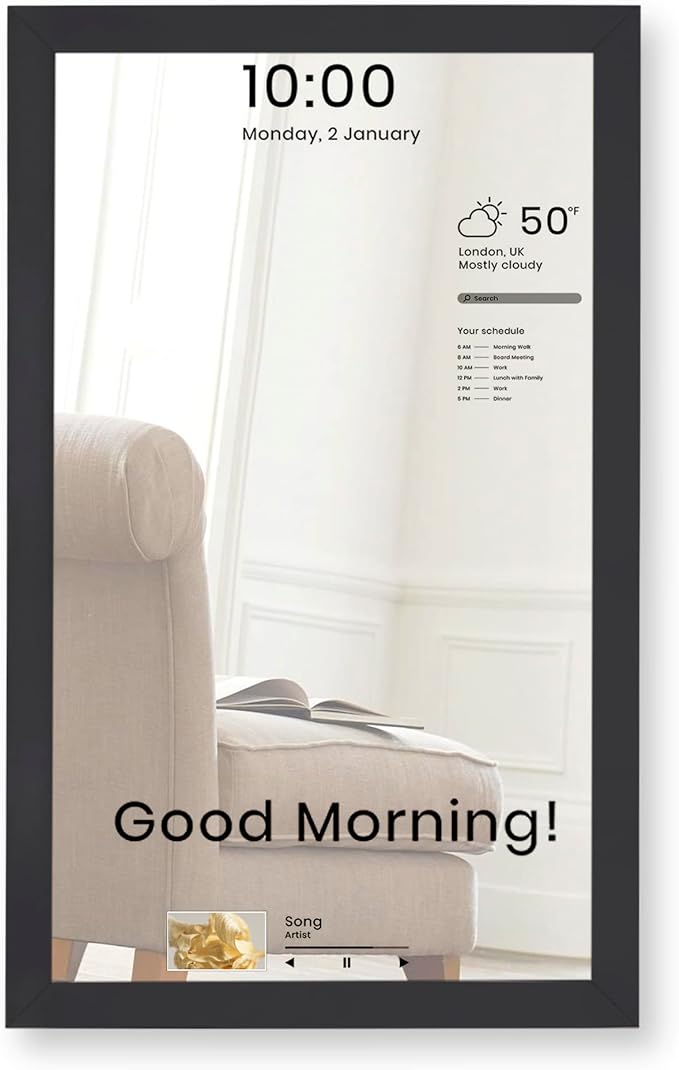 10:00
Monday, 2 January
50°F
London, UK
Mostly cloudy
Search
Your schedule
6 AM Morning Walk
8 AM Board Meeting
10 AM Work
12 PM Lunch with Family
2 PM Work
5 PM Dinner
Good Morning!
Song
Artist